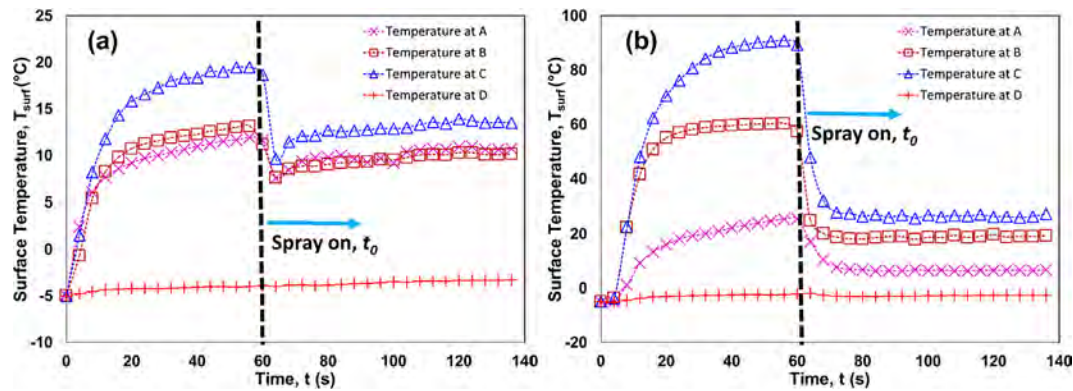 (a)
Temperature at A
Temperature at B
Temperature at C
Temperature at D
Spray on, t0
25
20
15
10
5
0
-5
-10
0 20 40 60 80 100 120 140
Surface Temperature, Tsurf (°C)
Time, t (s)
(b)
Temperature at A
Temperature at B
Temperature at C
Temperature at D
Spray on, t0
100
80
60
40
20
0
-20
0 20 40 60 80 100 120 140
Surface Temperature, Tsurf (°C)
Time, t (s)